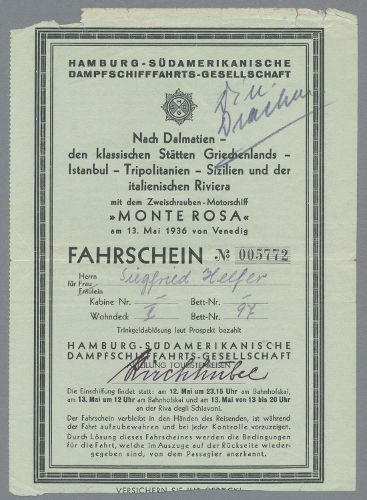 HAMBURG-SÜDAMERIKANISCHE
DAMPFSCHIFFFAHRTS-GESELLSCHAFT
Nach Dalmatien –
den klassischen Stätten Griechenlands –
Istanbul – Tripolitanien – Sizilien und der
italienischen Riviera
mit dem Zweischrauben-Motorschiff
»MONTE ROSA«
am 13. Mai 1936 von Venedig
FAHRSCHEIN № 005772
Herrn
für Frau Siegfried Helfer
Fräulein
Kabine Nr. Bett-Nr.
Wohndeck: I Bett-Nr. 97
Trinkgeldablösung laut Prospekt bezahlt
HAMBURG-SÜDAMERIKANISCHE
DAMPFSCHIFFFAHRTS-GESELLSCHAFT
ABTEILUNG TOURISTENREISEN
Die Einschiffung findet statt: am 12. Mai um 23,15 Uhr am Bahnhofskai,
am 13. Mai um 12 Uhr am Bahnhofskai und am 13. Mai von 13 bis 20 Uhr
an der Riva degli Schiavoni.
Der Fahrschein verbleibt in den Händen des Reisenden, ist während
der Fahrt aufzubewahren und bei jeder Kontrolle vorzuzeigen.
Durch Lösung dieses Fahrscheines werden die Bedingungen
für die Fahrt, welche in Auszuge auf der Rückseite wieder-
gegeben sind, von dem Passagier anerkannt.
VERSICHERN SIE IHR GEPÄCK!